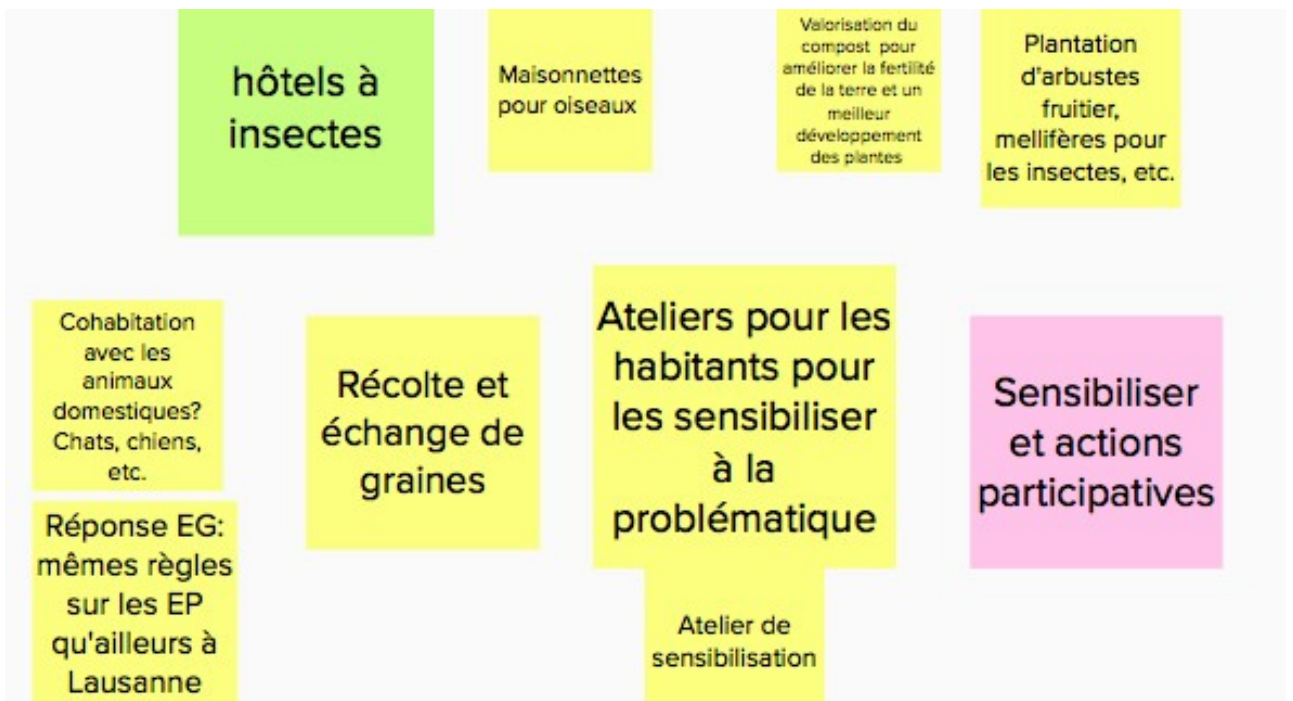 hôtels à
insectes
Maisonnettes
pour oiseaux
Valorisation du
compost pour
améliorer la fertilité
de la terre et un
meilleur
développement
des plantes
Plantation
d'arbustes
fruitier,
mellifères pour
les insectes, etc.
Cohabitation
avec les
animaux
domestiques?
Chats, chiens,
etc.
Réponse EG:
mêmes règles
sur les EP
qu'ailleurs à
Lausanne
Récolte et
échange de
graines
Ateliers pour les
habitants pour
les sensibiliser
à la
problématique
Atelier de
sensibilisation
Sensibiliser
et actions
participatives